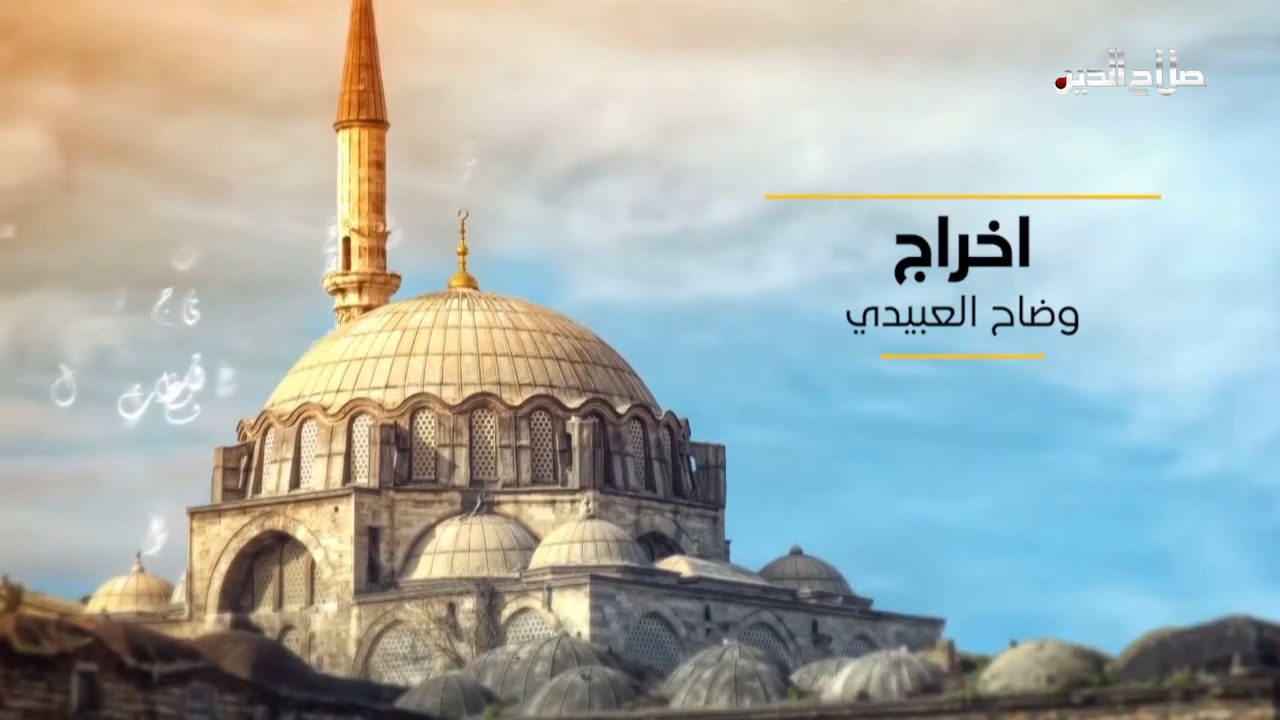 صلاح الدين
اخراج
وضاح العبيدي